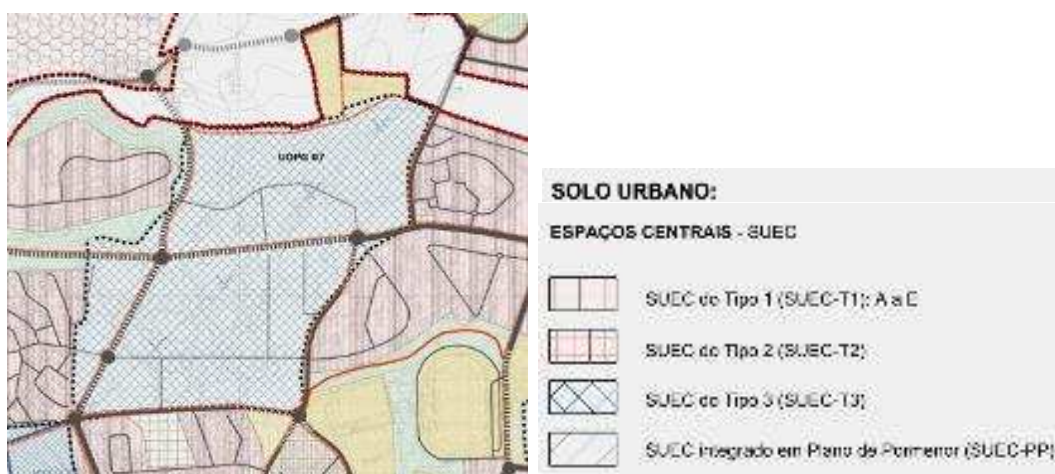 UOPG 07
SOLO URBANO:
ESPAÇOS CENTRAIS - SUEC
SUEC do Tipo 1 (SUEC-T1): A a E
SUEC do Tipo 2 (SUEC-T2)
SUEC do Tipo 3 (SUEC-T3)
SUEC integrado em Plano de Pormenor (SUEC-PP)